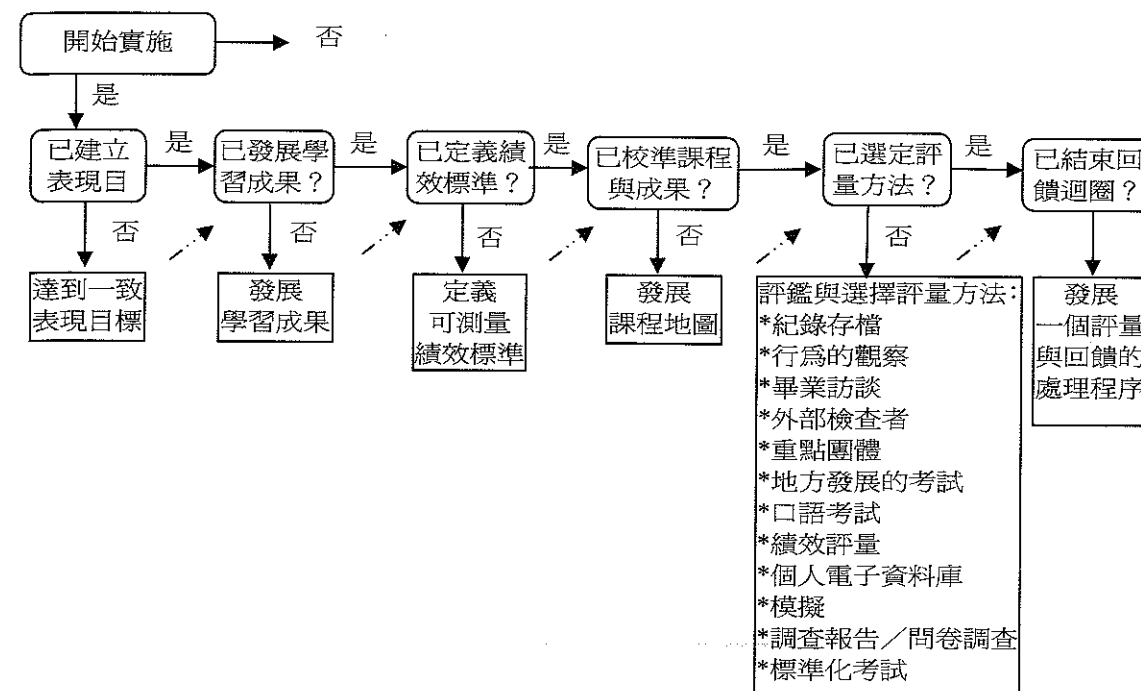 開始實施
否
是
已建立
表現目
是
已發展學
習成果？
是
已定義績
效標準？
是
已校準課程
與成果？
是
已選定評
量方法？
是
已結束回
饋迴圈？
否
否
否
否
否
達到一致
表現目標
發展
學習成果
定義
可測量
績效標準
發展
課程地圖
評鑑與選擇評量方法：
*紀錄存檔
*行為的觀察
*畢業訪談
*外部檢查者
*重點團體
*地方發展的考試
*口語考試
*績效評量
*個人電子資料庫
*模擬
*調查報告／問卷調查
*標準化考試
發展
一個評量
與回饋的
處理程序